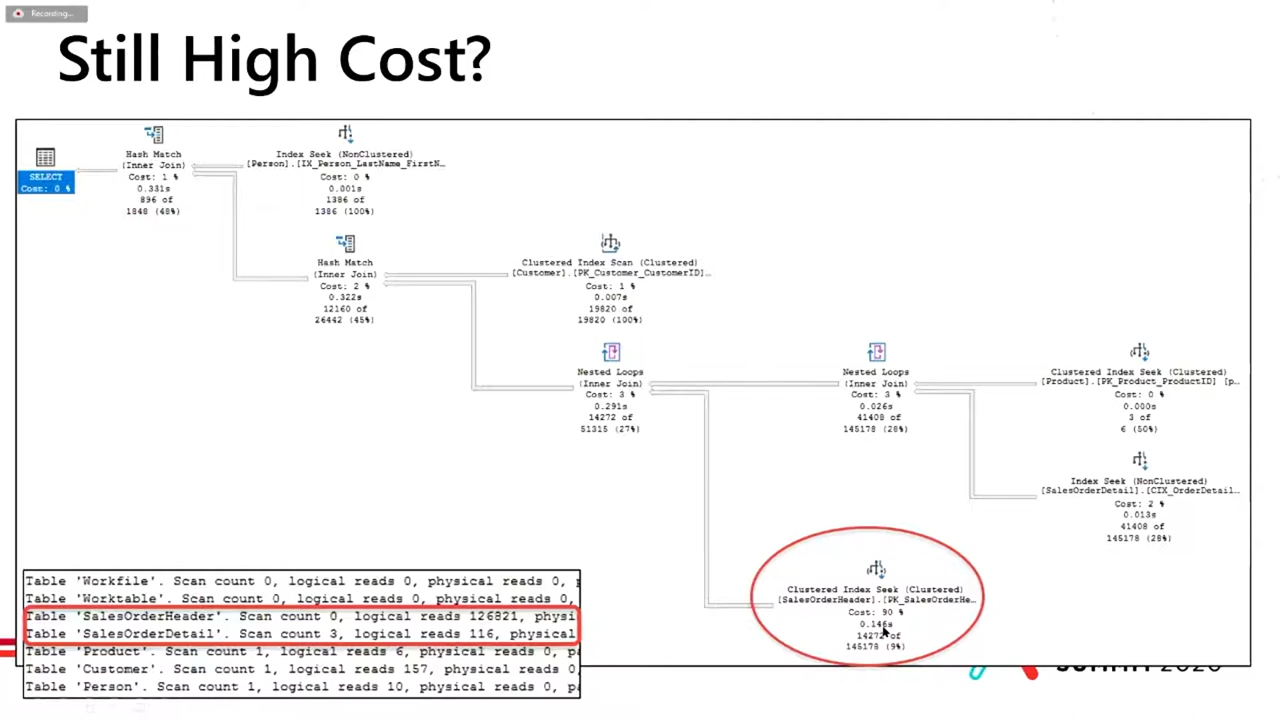 Recording...
Still High Cost?
SELECT
Cost: 0 %
Hash Match
(Inner Join)
Cost: 1 %
0.331s
896 of
1848 (48%)
Index Seek (NonClustered)
[Person].[IX_Person_LastName_FirstN…
Cost: 0 %
0.001s
1386 of
1386 (100%)
Hash Match
(Inner Join)
Cost: 2 %
0.322s
12160 of
26442 (45%)
Clustered Index Scan (Clustered)
[Customer].[PK_Customer_CustomerID]…
Cost: 1 %
0.007s
19820 of
19820 (100%)
Nested Loops
(Inner Join)
Cost: 3 %
0.291s
14272 of
51315 (27%)
Nested Loops
(Inner Join)
Cost: 3 %
0.026s
41408 of
145178 (28%)
Clustered Index Seek (Clustered)
[Product].[PK_Product_ProductID] [p…
Cost: 0 %
0.000s
3 of
6 (50%)
Index Seek (NonClustered)
[SalesOrderDetail].[CIX_OrderDetail…
Cost: 2 %
0.013s
41408 of
145178 (28%)
Clustered Index Seek (Clustered)
[SalesOrderHeader].[PK_SalesOrderHe…
Cost: 90 %
0.146s
14272 of
145178 (9%)
Table 'Workfile'. Scan count 0, logical reads 0, physical reads 0,
Table 'Worktable'. Scan count 0, logical reads 0, physical reads 0,
Table 'SalesOrderHeader'. Scan count 0, logical reads 126821, physi
Table 'SalesOrderDetail'. Scan count 3, logical reads 116, physical
Table 'Product'. Scan count 1, logical reads 6, physical reads 0, pa
Table 'Customer'. Scan count 1, logical reads 157, physical reads 0
Table 'Person'. Scan count 1, logical reads 10, physical reads 0, pa